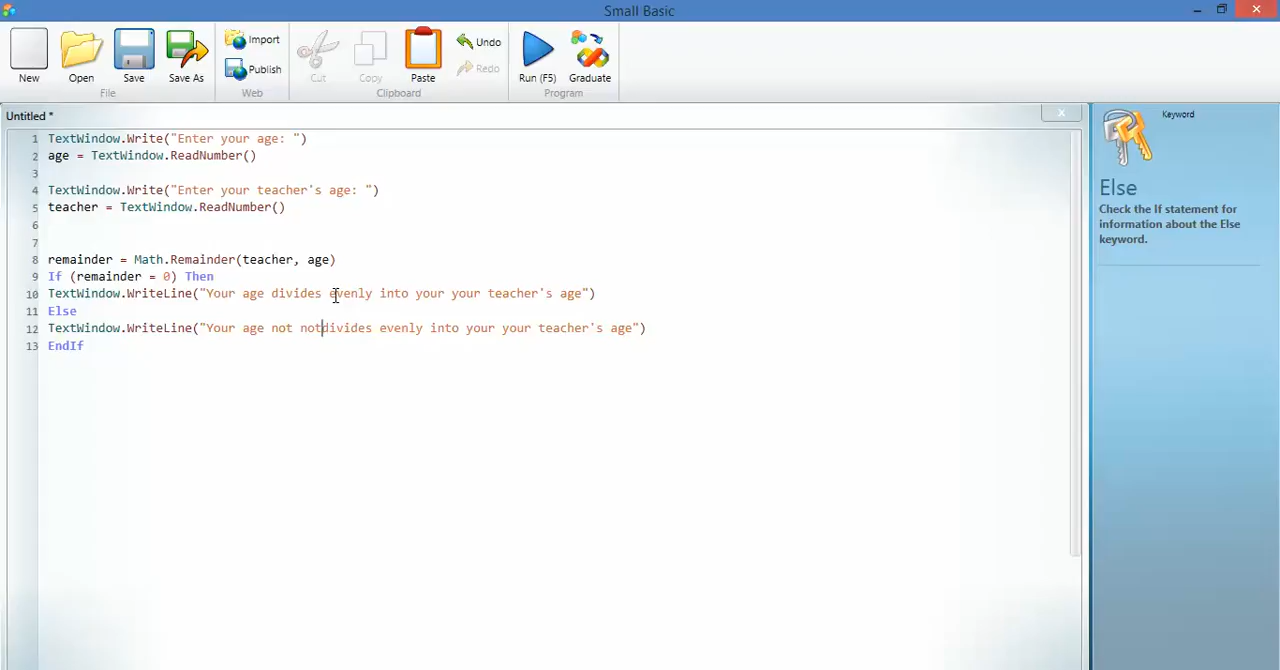 Small Basic
New
Open
Save
Save As
Import
Publish
Cut
Copy
Paste
Undo
Redo
Run (F5)
Graduate
File
Web
Clipboard
Program
Untitled *
1 TextWindow.Write("Enter your age: ")
2 age = TextWindow.ReadNumber()
3
4 TextWindow.Write("Enter your teacher's age: ")
5 teacher = TextWindow.ReadNumber()
6
7
8 remainder = Math.Remainder(teacher, age)
9 If (remainder = 0) Then
10 TextWindow.WriteLine("Your age divides evenly into your your teacher's age")
11 Else
12 TextWindow.WriteLine("Your age not notdivides evenly into your your teacher's age")
13 EndIf
Keyword
Else
Check the If statement for
information about the Else
keyword.